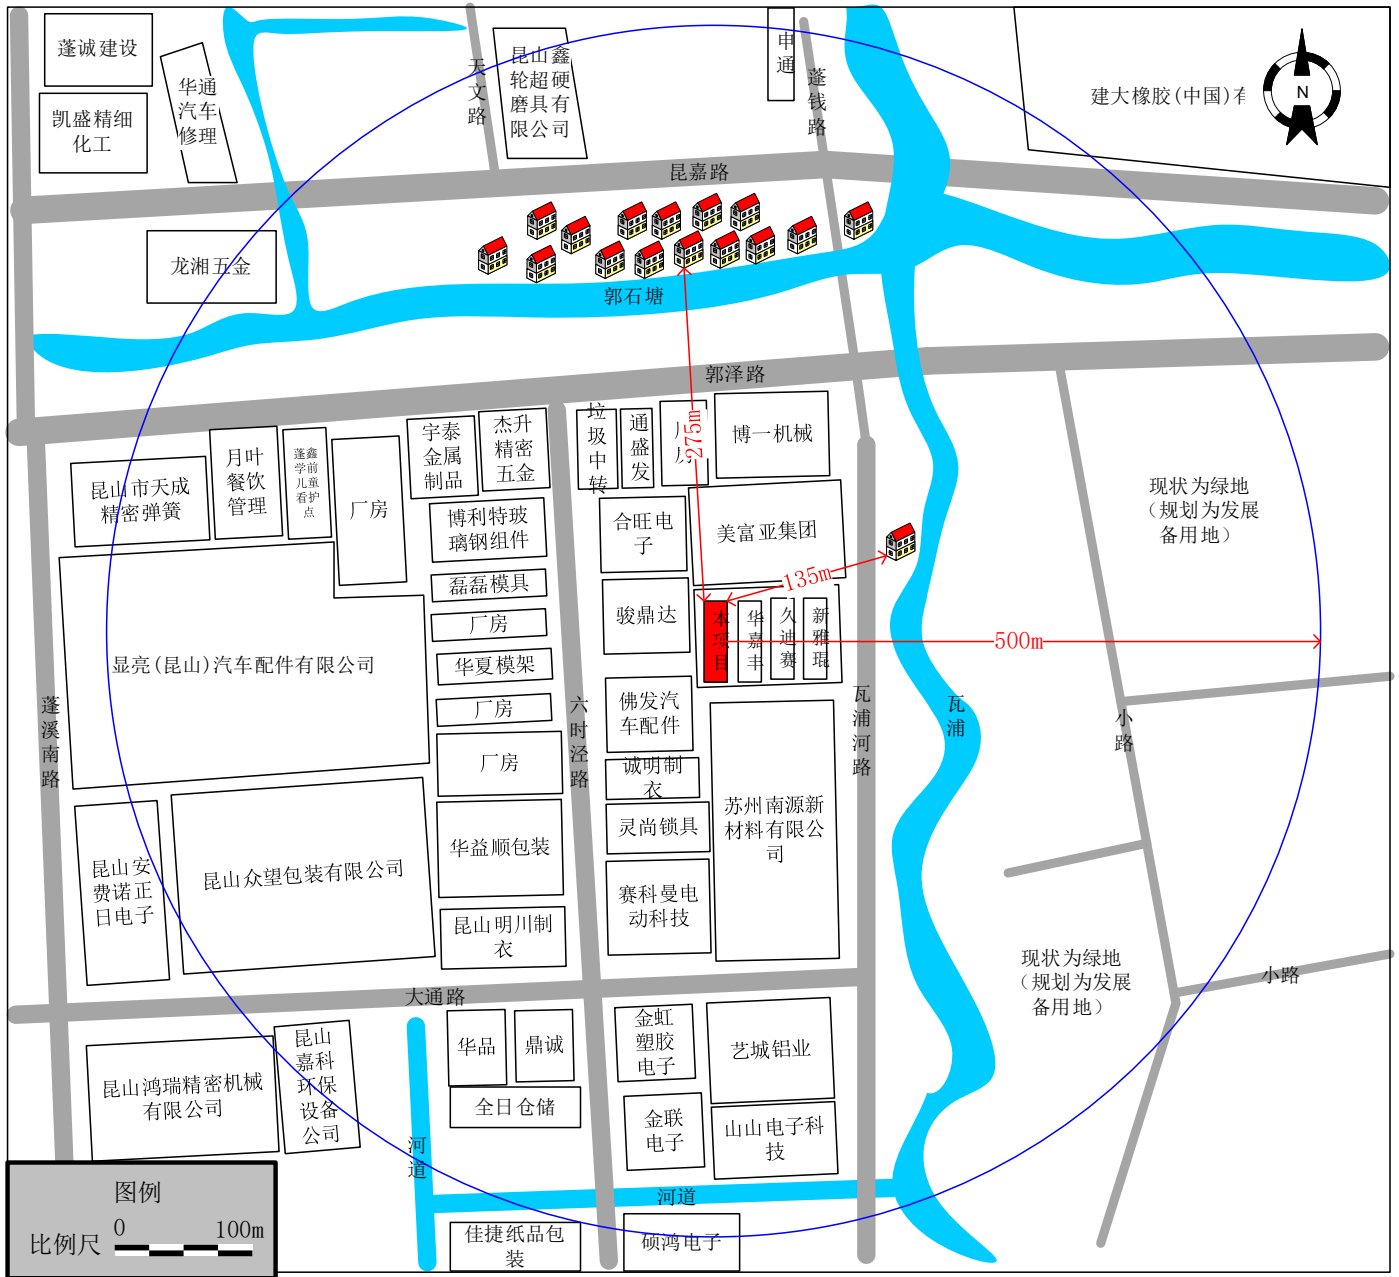 蓬诚建设
凯盛精细
化工
华通
汽车
修理
天文路
昆山鑫
轮超硬
磨具有
限公司
申通
蓬钱路
建大橡胶(中国)有
N
昆嘉路
龙湘五金
郭石塘
郭泽路
昆山市天成
精密弹簧
月叶
餐饮
管理
蓬鑫
学前
儿童
看护
点
厂房
宇泰
金属
制品
杰升
精密
五金
垃圾中转
通盛发
厂房
275m
博一机械
博利特玻
璃钢组件
合旺电
子
美富亚集团
现状为绿地
（规划为发展
备用地）
磊磊模具
135m
厂房
骏鼎达
本项目
华嘉丰
久迪赛
新雅琨
500m
显亮(昆山)汽车配件有限公司
华夏模架
厂房
蓬溪南路
六时泾路
佛发汽
车配件
瓦浦河路
瓦浦
小路
厂房
诚明制
衣
苏州南源新
材料有限公
司
灵尚锁具
华益顺包装
昆山安
费诺正
日电子
昆山众望包装有限公司
赛科曼电
动科技
昆山明川制
衣
现状为绿地
（规划为发展
备用地）
小路
大通路
华品
鼎诚
金虹
塑胶
电子
艺城铝业
昆山鸿瑞精密机械
有限公司
昆山
嘉科
环保
设备
公司
全日仓储
金联
电子
山山电子科
技
河道
河道
图例
比例尺
0
100m
佳捷纸品包
装
硕鸿电子